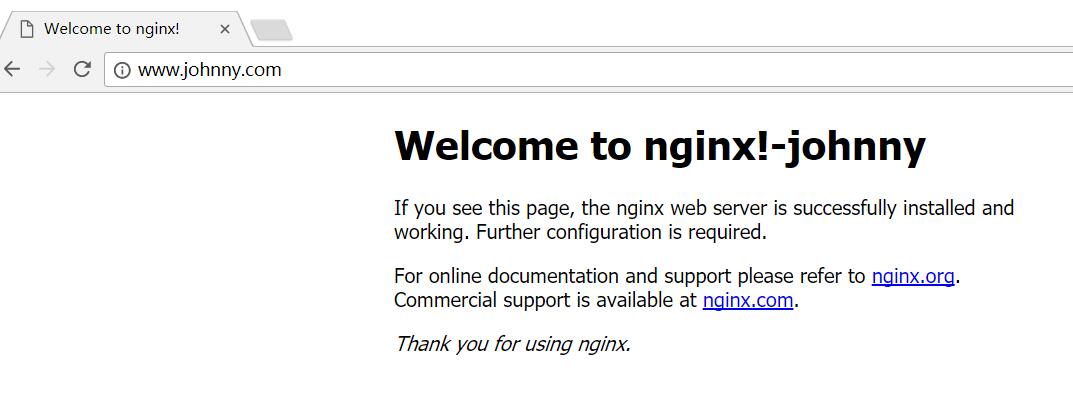 Welcome to nginx!
www.johnny.com
Welcome to nginx!-johnny
If you see this page, the nginx web server is successfully installed and
working. Further configuration is required.
For online documentation and support please refer to nginx.org.
Commercial support is available at nginx.com.
Thank you for using nginx.